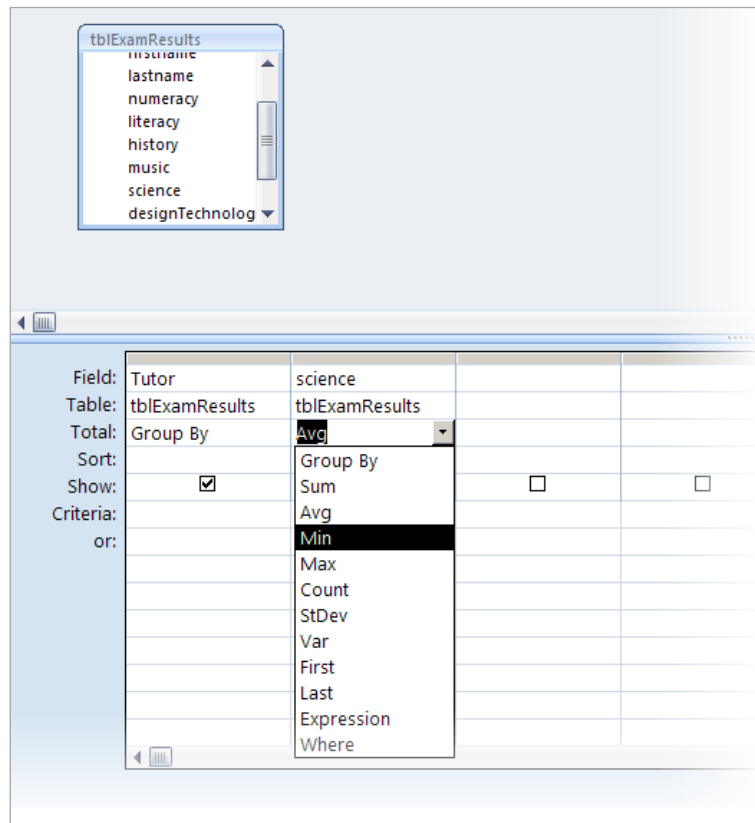 tblExamResults
firstname
lastname
numeracy
literacy
history
music
science
designTechnolog
Field: Tutor science
Table: tblExamResults tblExamResults
Total: Group By Avg
Sort:
Show:
Criteria:
or:
Group By
Sum
Avg
Min
Max
Count
StDev
Var
First
Last
Expression
Where